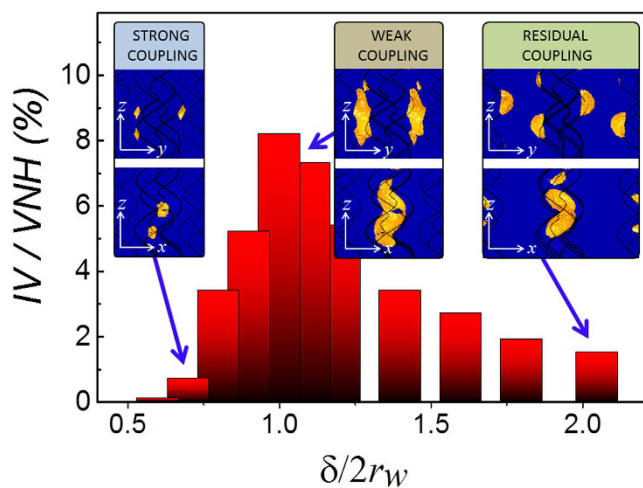 STRONG
COUPLING
WEAK
COUPLING
RESIDUAL
COUPLING
z
y
z
y
z
y
z
x
z
x
z
x
IV / VNH (%)
10
8
6
4
2
0
0.5
1.0
1.5
2.0
δ/2rw